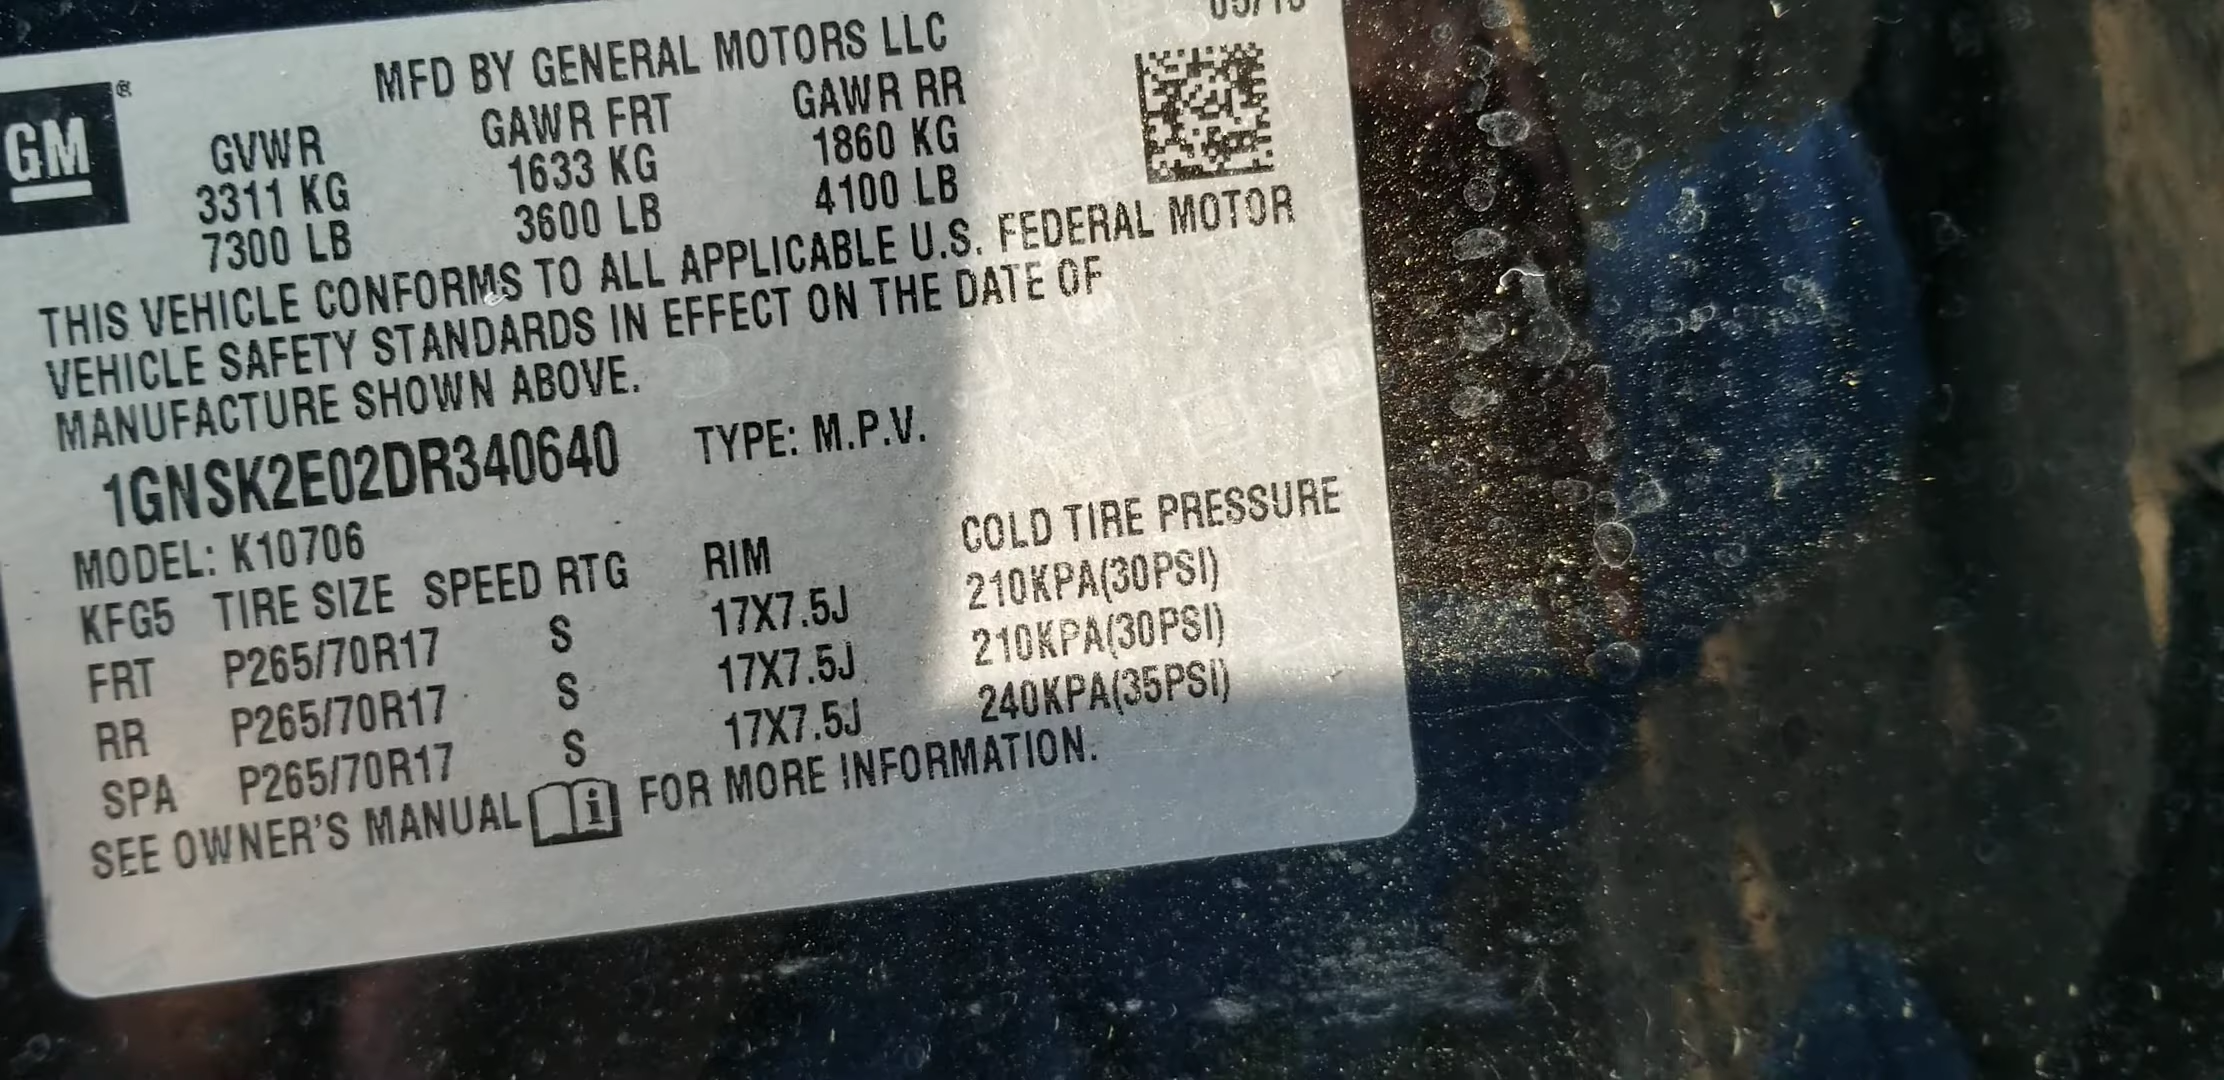 MFD BY GENERAL MOTORS LLC
GM®
GVWR GAWR FRT GAWR RR
3311 KG 1633 KG 1860 KG
7300 LB 3600 LB 4100 LB
THIS VEHICLE CONFORMS TO ALL APPLICABLE U.S. FEDERAL MOTOR
VEHICLE SAFETY STANDARDS IN EFFECT ON THE DATE OF
MANUFACTURE SHOWN ABOVE.
1GNSK2E02DR340640 TYPE: M.P.V.
MODEL: K10706
KFG5 TIRE SIZE SPEED RTG RIM COLD TIRE PRESSURE
FRT P265/70R17 S 17X7.5J 210KPA(30PSI)
RR P265/70R17 S 17X7.5J 210KPA(30PSI)
SPA P265/70R17 S 17X7.5J 240KPA(35PSI)
SEE OWNER'S MANUAL FOR MORE INFORMATION.